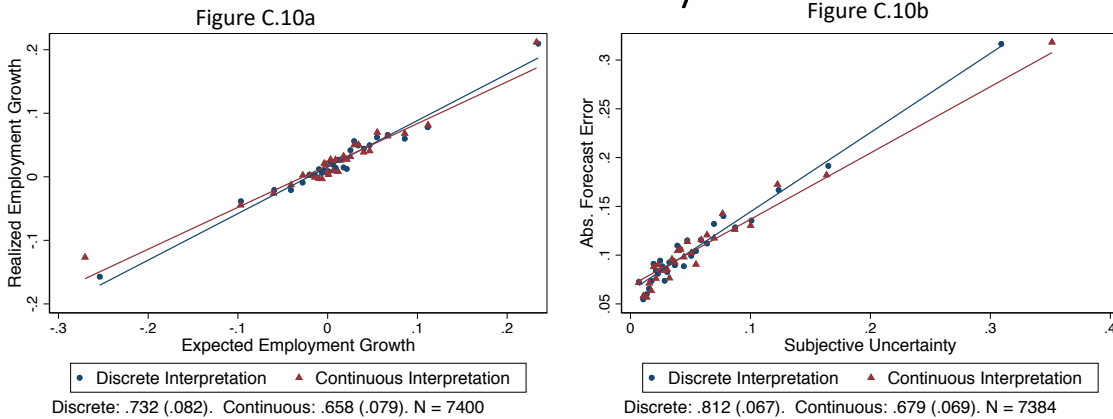 Figure C.10a
.2
.1
0
-.1
-.2
Realized Employment Growth
-.3 -.2 -.1 0 .1 .2
Expected Employment Growth
Discrete Interpretation Continuous Interpretation
Discrete: .732 (.082). Continuous: .658 (.079). N = 7400
Figure C.10b
.3
.25
.2
.15
.1
.05
Abs. Forecast Error
0 .1 .2 .3 .4
Subjective Uncertainty
Discrete Interpretation Continuous Interpretation
Discrete: .812 (.067). Continuous: .679 (.069). N = 7384